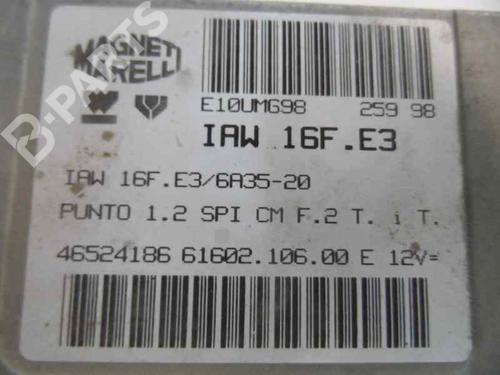 MAGNETI
MARELLI
B-PARTS
E10UMG98 259 98
IAW 16F.E3
IAW 16F.E3/6A35-20
PUNTO 1.2 SPI CM F.2 T. i T.
46524186 61602.106.00 E 12V=